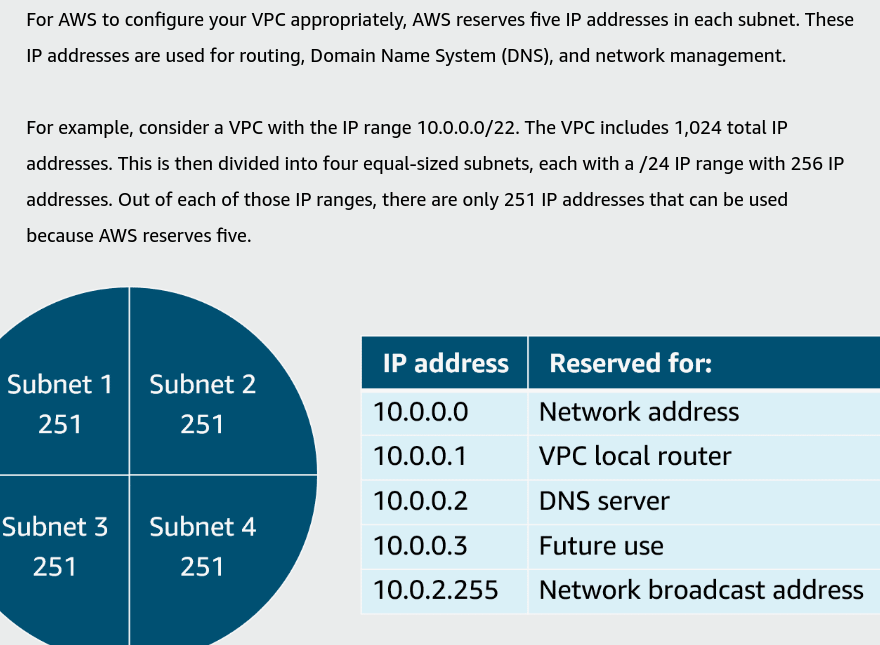 For AWS to configure your VPC appropriately, AWS reserves five IP addresses in each subnet. These
IP addresses are used for routing, Domain Name System (DNS), and network management.
For example, consider a VPC with the IP range 10.0.0.0/22. The VPC includes 1,024 total IP
addresses. This is then divided into four equal-sized subnets, each with a /24 IP range with 256 IP
addresses. Out of each of those IP ranges, there are only 251 IP addresses that can be used
because AWS reserves five.
Subnet 1
251
Subnet 2
251
Subnet 3
251
Subnet 4
251
IP address Reserved for:
10.0.0.0 Network address
10.0.0.1 VPC local router
10.0.0.2 DNS server
10.0.0.3 Future use
10.0.2.255 Network broadcast address